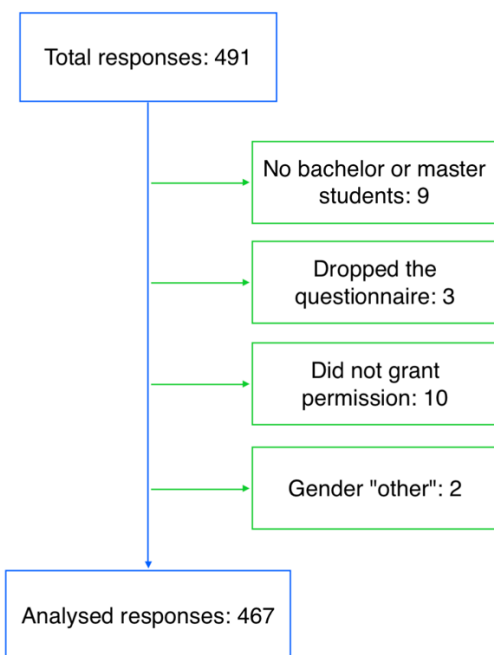 Total responses: 491
No bachelor or master
students: 9
Dropped the
questionnaire: 3
Did not grant
permission: 10
Gender "other": 2
Analysed responses: 467